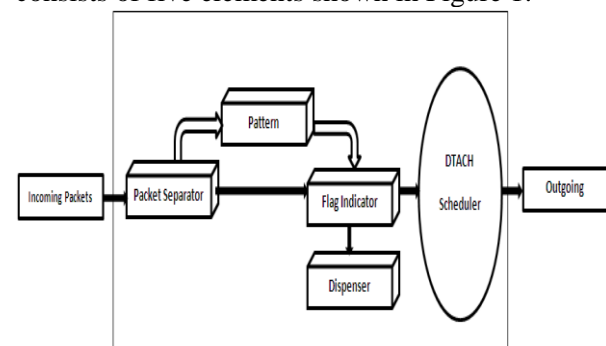 consists of five elements shown in Figure 1.
Pattern
DTACH
Scheduler
Incoming Packets
Packet Separator
Flag Indicator
Outgoing
Dispenser